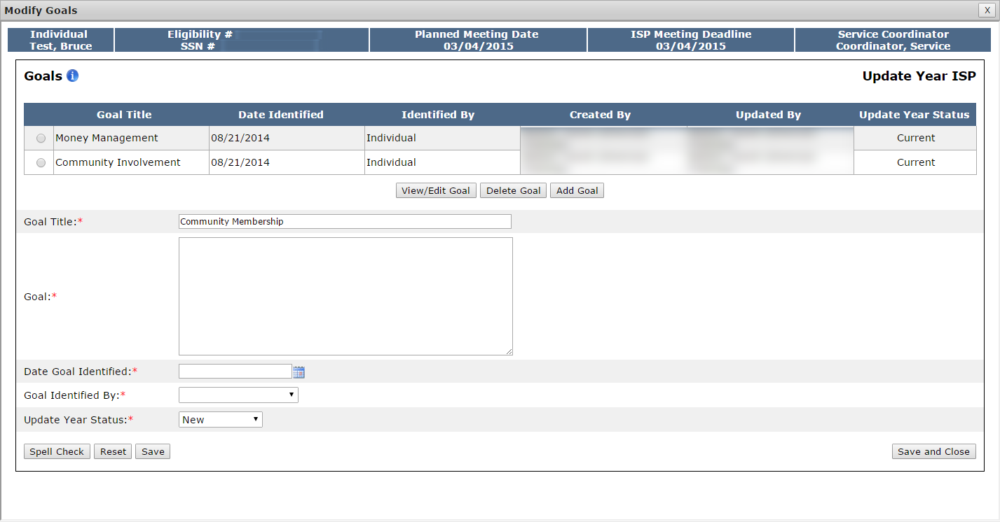 Modify Goals X
Individual Eligibility # Planned Meeting Date ISP Meeting Deadline Service Coordinator
Test, Bruce SSN # 03/04/2015 03/04/2015 Coordinator, Service
Goals i Update Year ISP
Goal Title Date Identified Identified By Created By Updated By Update Year Status
Money Management 08/21/2014 Individual Current
Community Involvement 08/21/2014 Individual Current
View/Edit Goal Delete Goal Add Goal
Goal Title:* Community Membership
Goal:*
Date Goal Identified:*
Goal Identified By:*
Update Year Status:* New
Spell Check Reset Save Save and Close